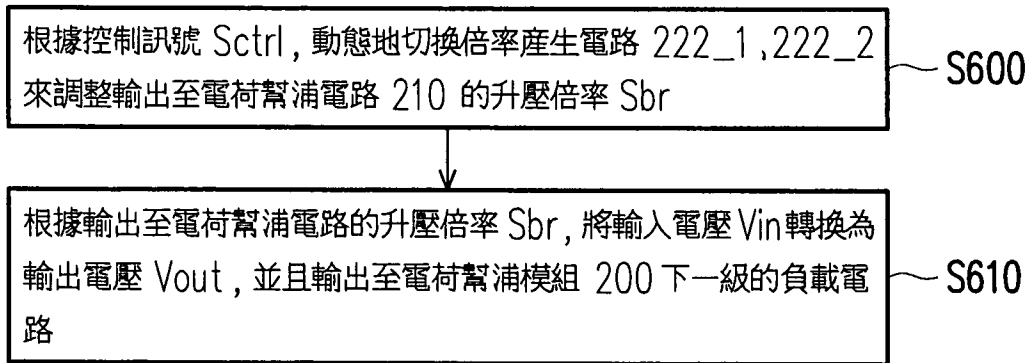 根據控制訊號 Sctrl , 動態地切換倍率產生電路 222_1 , 222_2
來調整輸出至電荷幫浦電路 210 的升壓倍率 Sbr
S600
根據輸出至電荷幫浦電路的升壓倍率 Sbr , 將輸入電壓 Vin 轉換為
輸出電壓 Vout , 並且輸出至電荷幫浦模組 200 下一級的負載電
路
S610